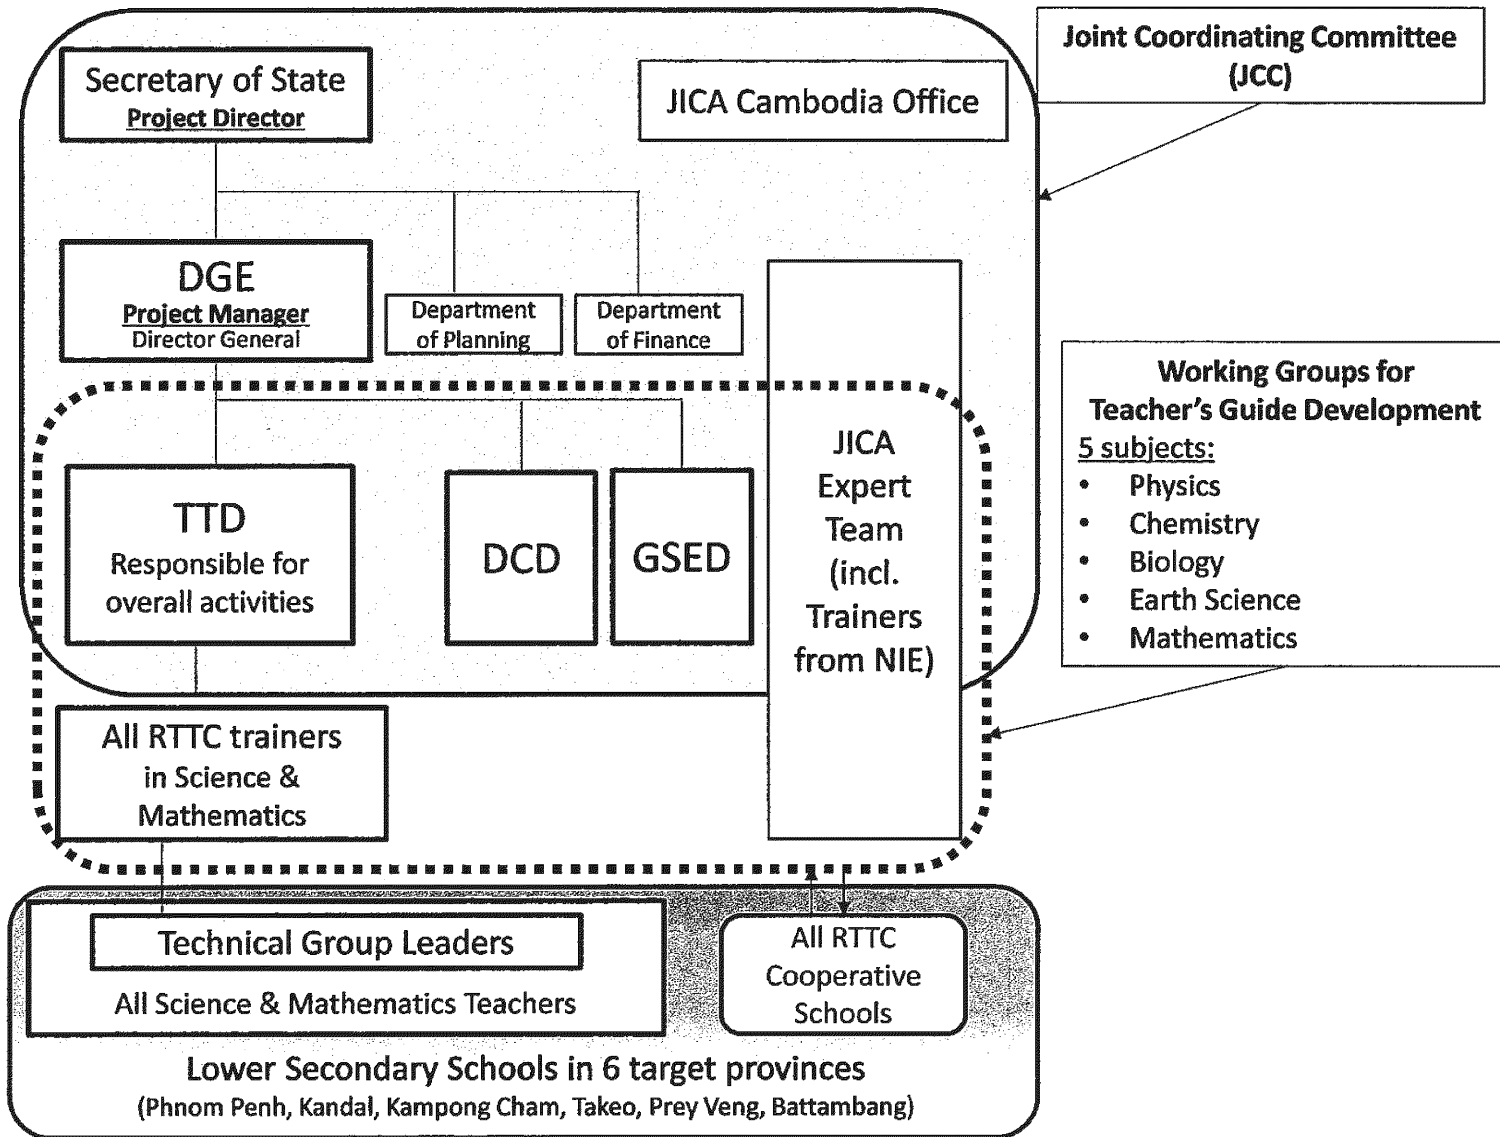 Secretary of State
Project Director
JICA Cambodia Office
Joint Coordinating Committee
(JCC)
DGE
Project Manager
Director General
Department
of Planning
Department
of Finance
JICA
Expert
Team
(incl.
Trainers
from NIE)
Working Groups for
Teacher's Guide Development
5 subjects:
• Physics
• Chemistry
• Biology
• Earth Science
• Mathematics
TTD
Responsible for
overall activities
DCD
GSED
All RTTC trainers
in Science &
Mathematics
Technical Group Leaders
All Science & Mathematics Teachers
All RTTC
Cooperative
Schools
Lower Secondary Schools in 6 target provinces
(Phnom Penh, Kandal, Kampong Cham, Takeo, Prey Veng, Battambang)